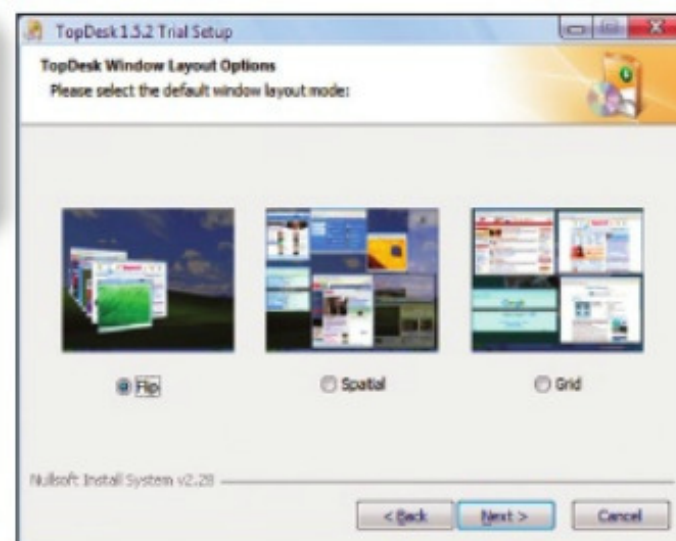 TopDesk 1.5.2 Trial Setup
TopDesk Window Layout Options
Please select the default window layout mode:
Flip
Spatial
Grid
Nullsoft Install System v2.28
< Back
Next >
Cancel